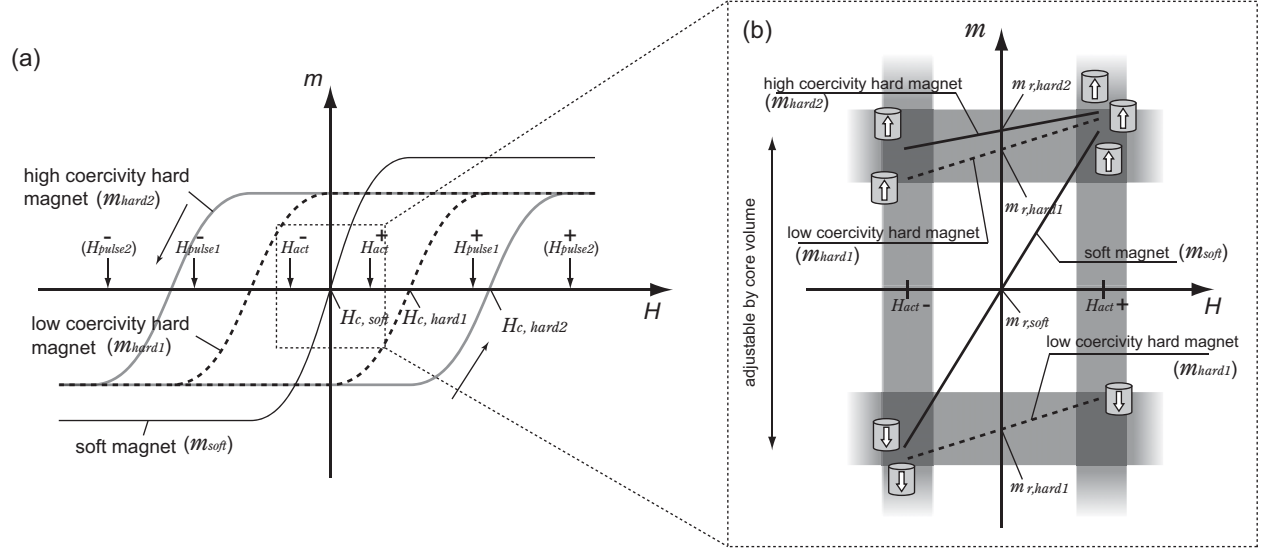 (a)
m
high coercivity hard
magnet (mhard2)
(Hpulse2) -
Hpulse1 -
Hact -
Hact +
Hpulse1 +
(Hpulse2) +
H
Hc, soft
Hc, hard1
Hc, hard2
low coercivity hard
magnet (mhard1)
soft magnet (msoft)
(b)
m
high coercivity hard magnet
(mhard2)
m r,hard2
m r,hard1
low coercivity hard magnet
(mhard1)
soft magnet (msoft)
adjustable by core volume
Hact -
Hact +
H
m r,soft
low coercivity hard magnet
(mhard1)
m r,hard1